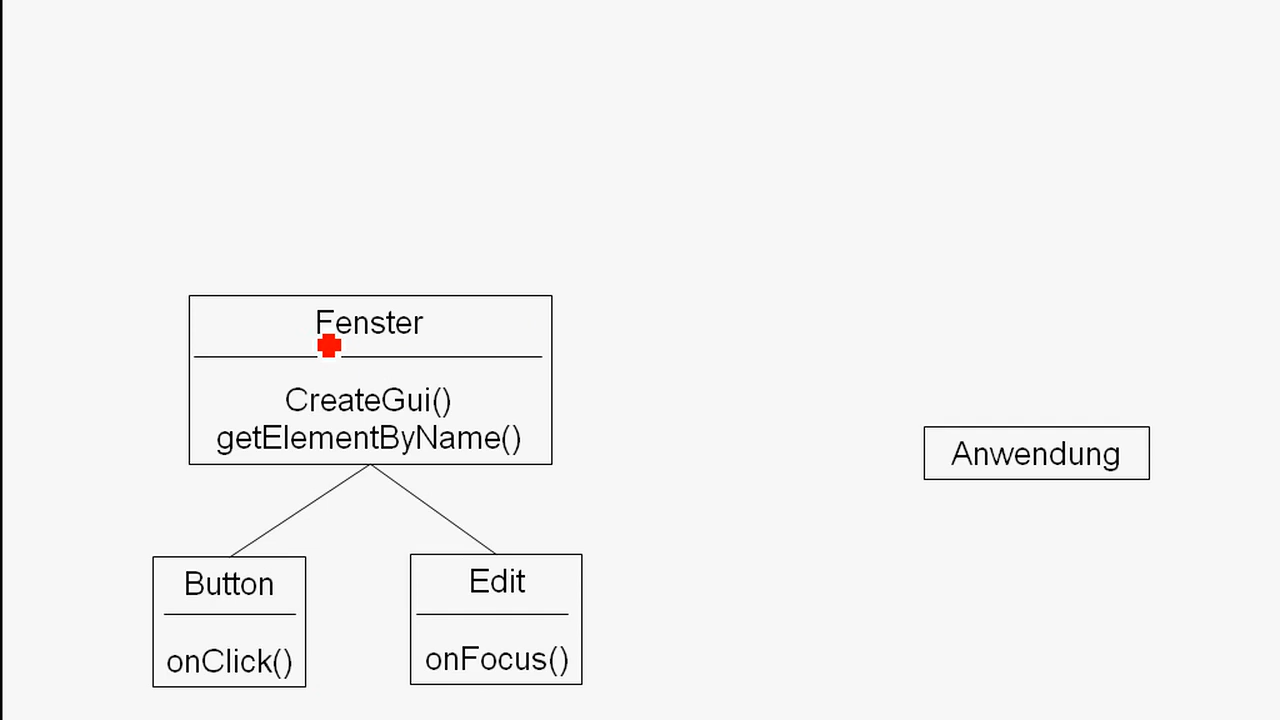 Fenster
CreateGui()
getElementByName()
Anwendung
Button
onClick()
Edit
onFocus()